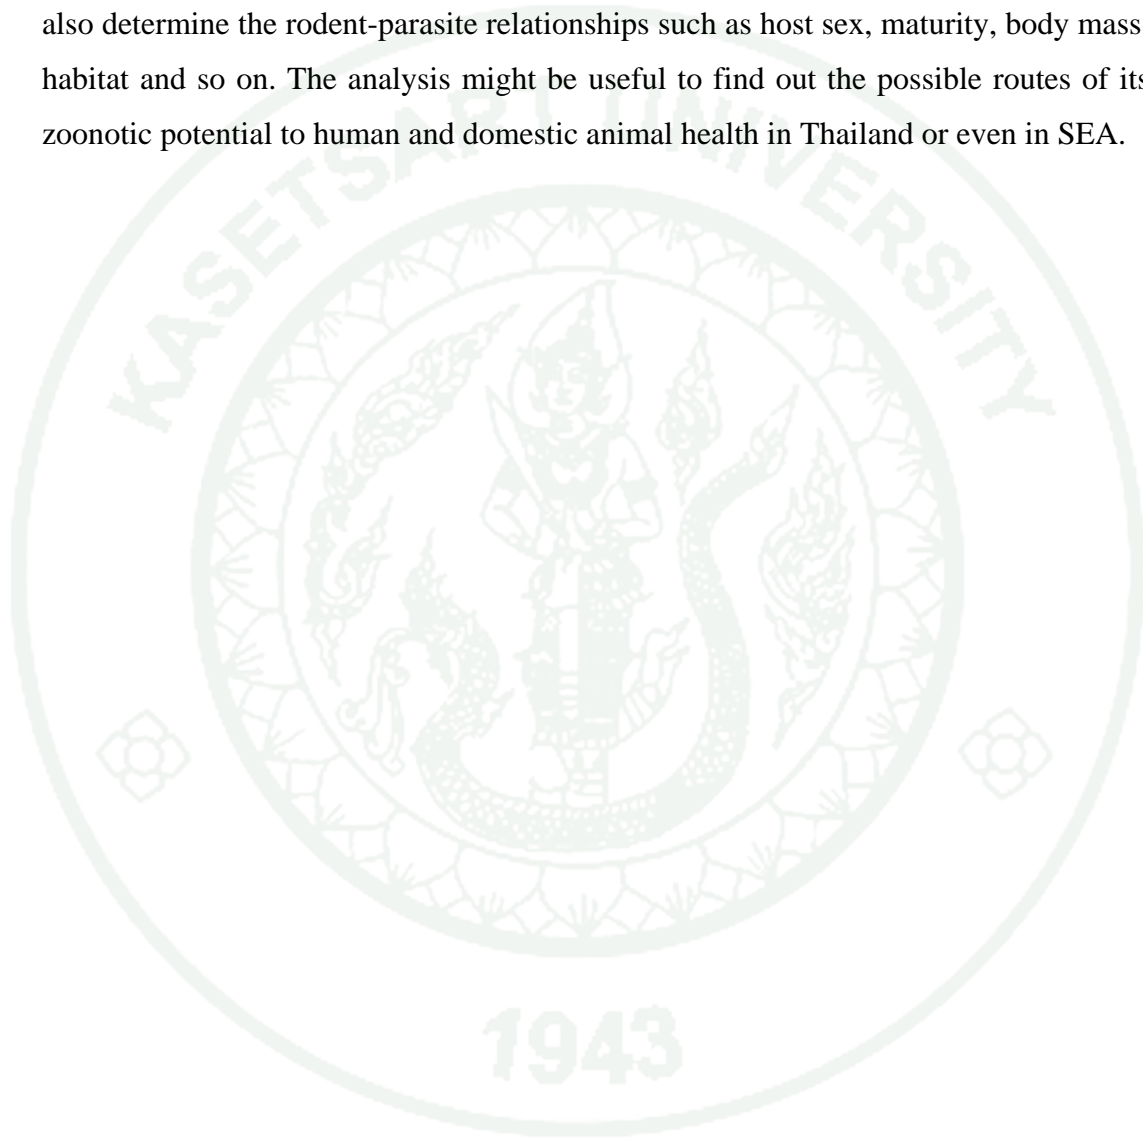 also determine the rodent-parasite relationships such as host sex, maturity, body mass
habitat and so on. The analysis might be useful to find out the possible routes of its
zoonotic potential to human and domestic animal health in Thailand or even in SEA.
KASETSART UNIVERSITY
1943